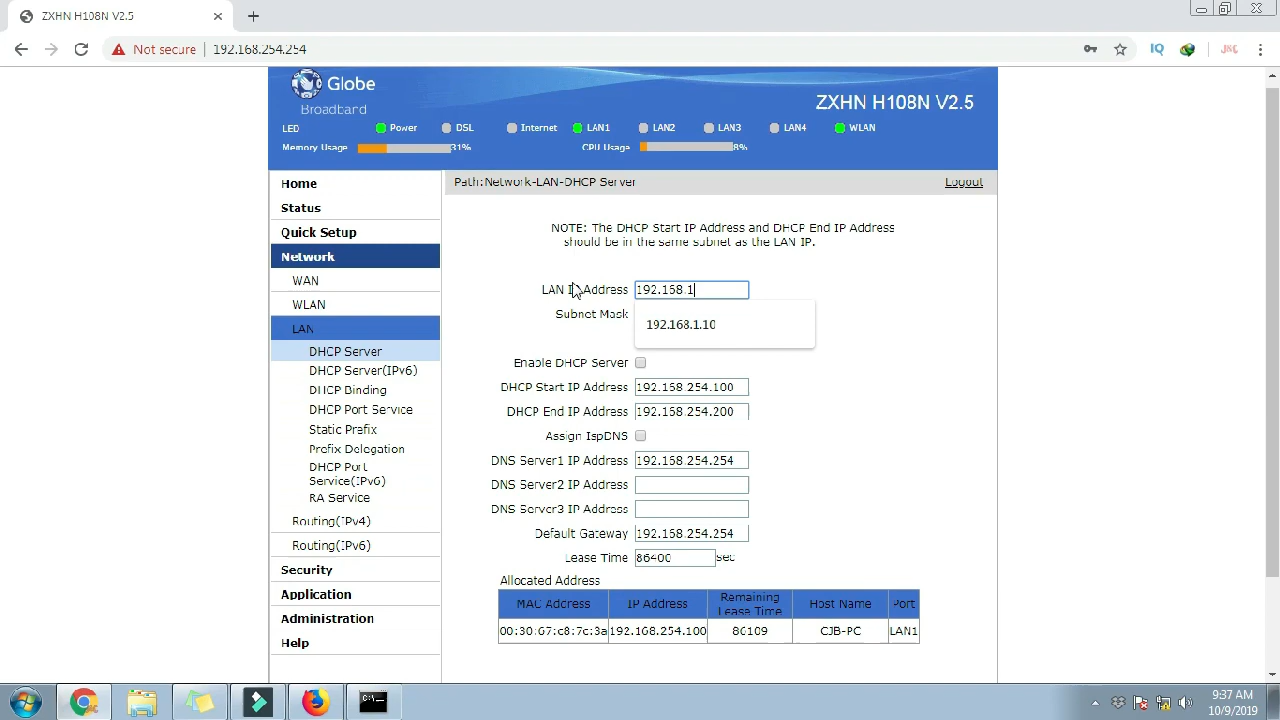 ZXHN H108N V2.5
Not secure
192.168.254.254
IQ
Globe
Broadband
ZXHN H108N V2.5
LED Power DSL Internet LAN1 LAN2 LAN3 LAN4 WLAN
Memory Usage 31% CPU Usage 8%
Path:Network-LAN-DHCP Server
Logout
Home
Status
Quick Setup
Network
WAN
WLAN
LAN
DHCP Server
DHCP Server(IPv6)
DHCP Binding
DHCP Port Service
Static Prefix
Prefix Delegation
DHCP Port
Service(IPv6)
RA Service
Routing(IPv4)
Routing(IPv6)
Security
Application
Administration
Help
NOTE: The DHCP Start IP Address and DHCP End IP Address
should be in the same subnet as the LAN IP.
LAN IP Address 192.168.1
Subnet Mask
192.168.1.10
Enable DHCP Server
DHCP Start IP Address 192.168.254.100
DHCP End IP Address 192.168.254.200
Assign IspDNS
DNS Server1 IP Address 192.168.254.254
DNS Server2 IP Address
DNS Server3 IP Address
Default Gateway 192.168.254.254
Lease Time 86400 sec
Allocated Address
MAC Address IP Address Remaining Lease Time Host Name Port
00:30:67:c8:7c:3a 192.168.254.100 86109 CJB-PC LAN1
C:\.
9:37 AM
10/9/2019